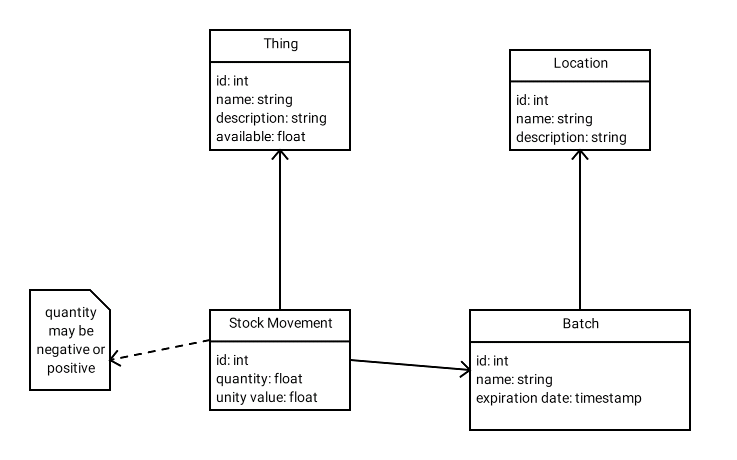 Thing
id: int
name: string
description: string
available: float
Location
id: int
name: string
description: string
quantity
may be
negative or
positive
Stock Movement
id: int
quantity: float
unity value: float
Batch
id: int
name: string
expiration date: timestamp